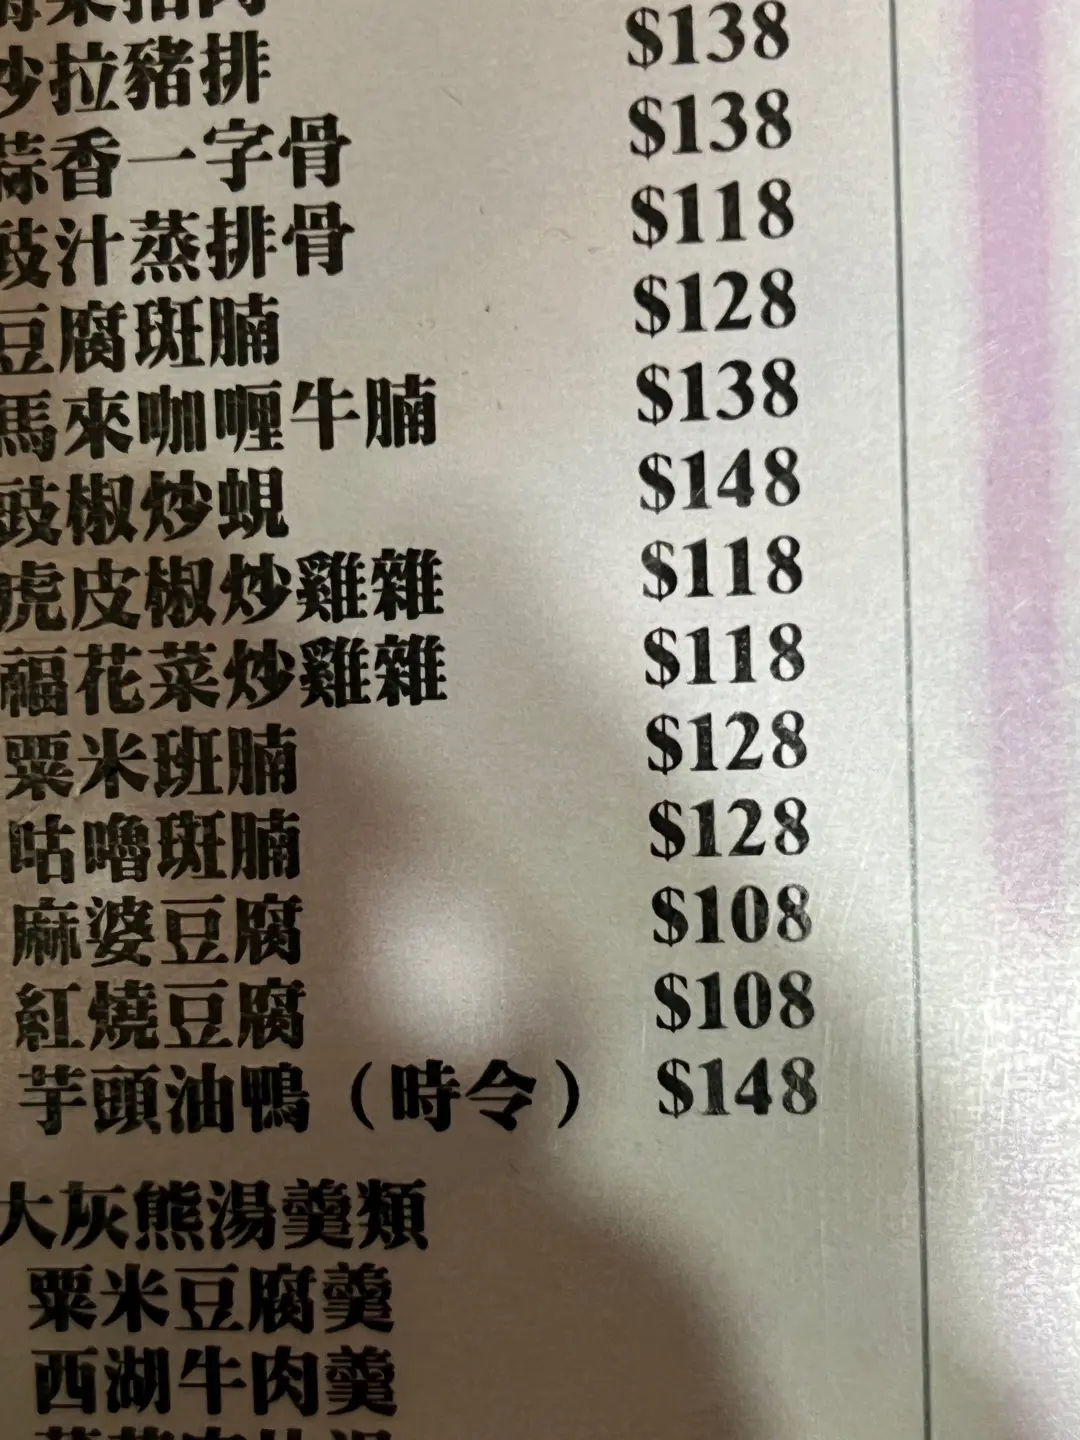 沙拉豬排 $138
蒜香一字骨 $138
豉汁蒸排骨 $118
豆腐斑腩 $128
馬來咖喱牛腩 $138
豉椒炒蜆 $148
虎皮椒炒雞雜 $118
福花菜炒雞雜 $118
粟米班腩 $128
咕嚕斑腩 $128
麻婆豆腐 $108
紅燒豆腐 $108
芋頭油鴨（時令） $148
大灰熊湯羹類
粟米豆腐羹
西湖牛肉羹